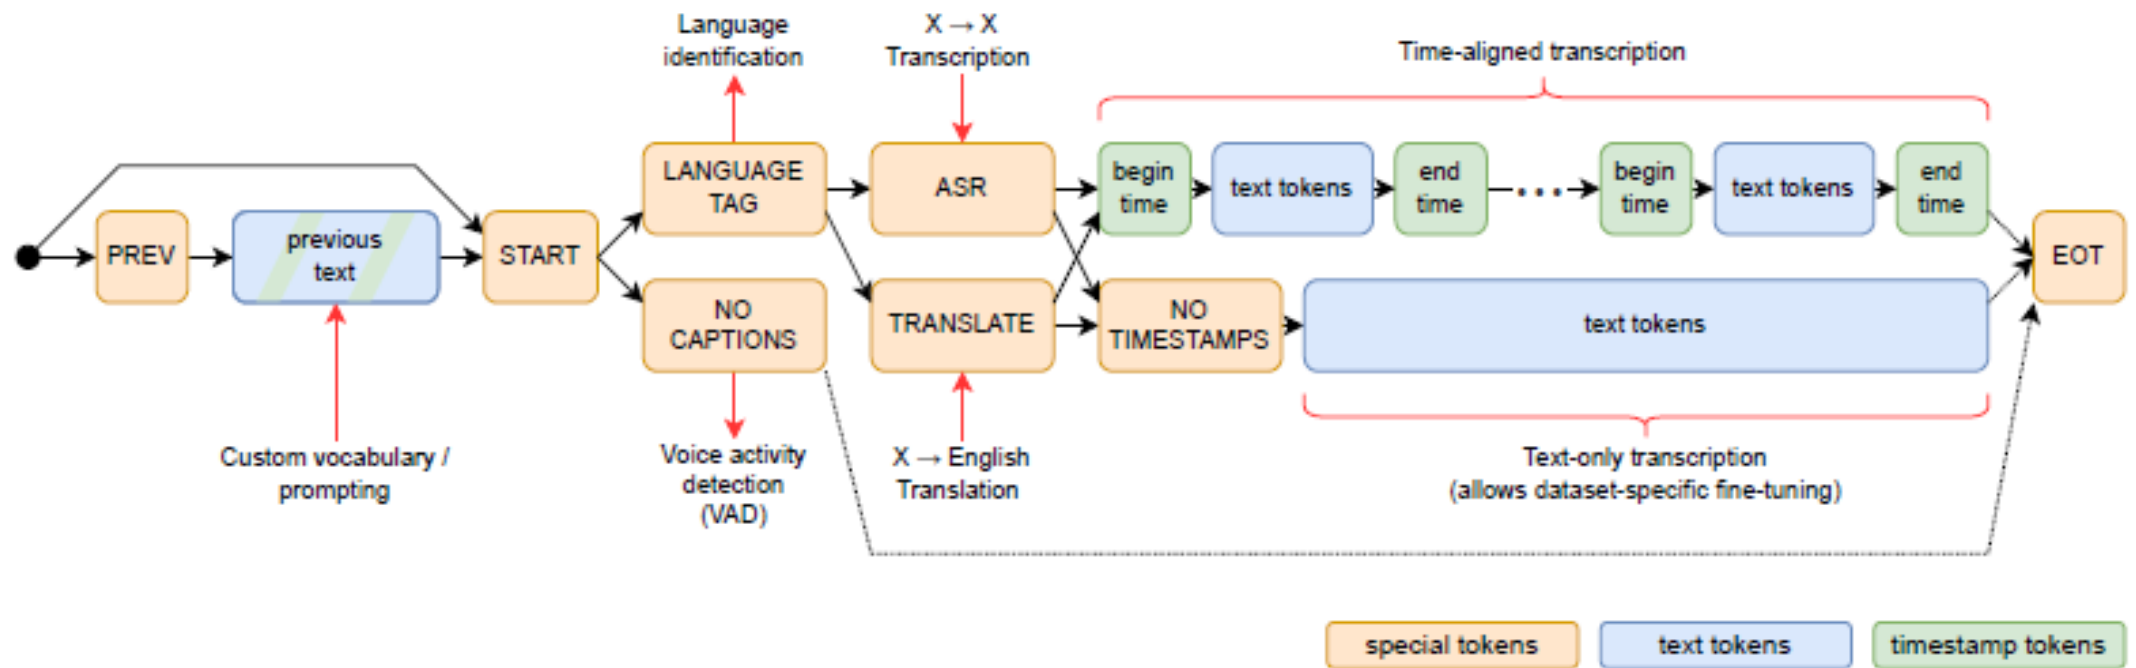 Language
identification
X → X
Transcription
Time-aligned transcription
LANGUAGE
TAG
ASR
begin
time
text tokens
end
time
...
begin
time
text tokens
end
time
PREV
previous
text
START
EOT
NO
CAPTIONS
TRANSLATE
NO
TIMESTAMPS
text tokens
Custom vocabulary /
prompting
Voice activity
detection
(VAD)
X → English
Translation
Text-only transcription
(allows dataset-specific fine-tuning)
special tokens
text tokens
timestamp tokens